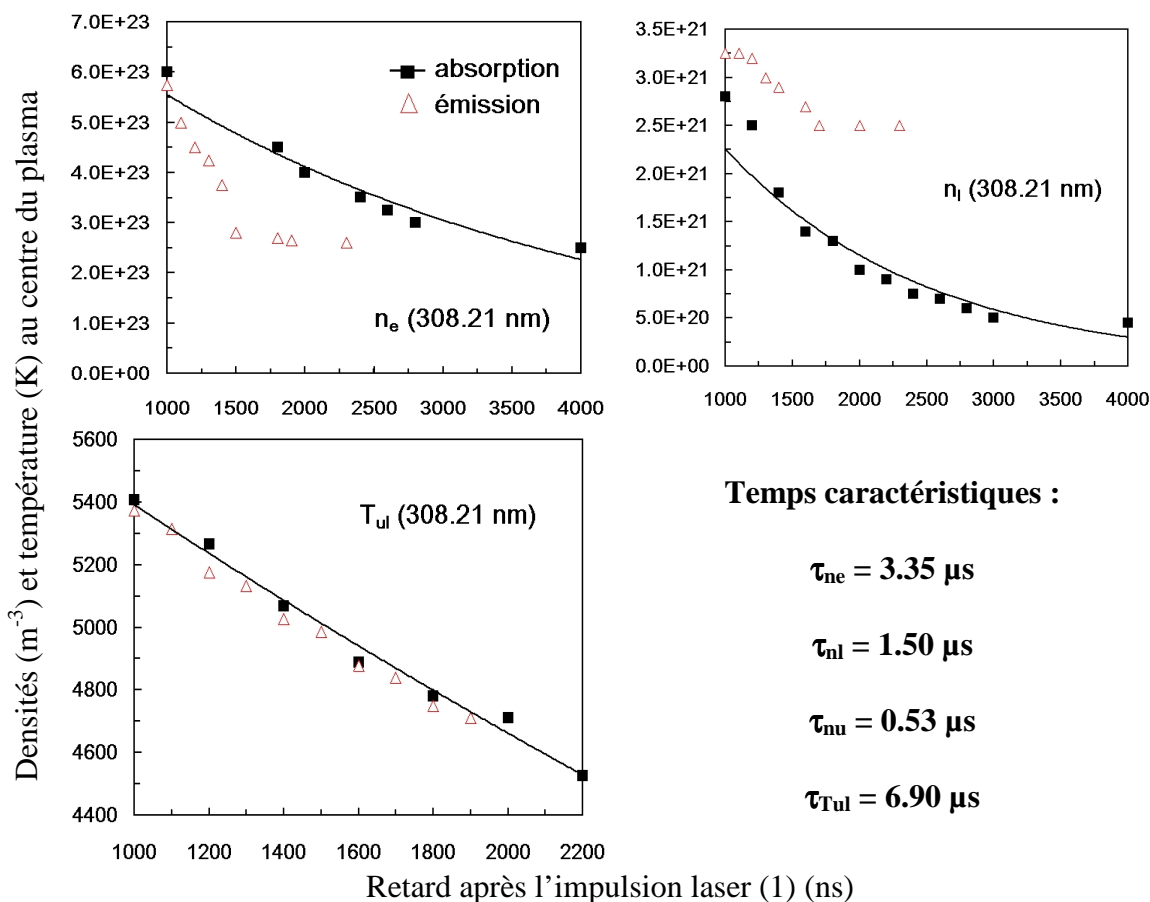 Densités (m-3) et température (K) au centre du plasma
7.0E+23
6.0E+23
5.0E+23
4.0E+23
3.0E+23
2.0E+23
1.0E+23
0.0E+00
absorption
émission
ne (308.21 nm)
1000 1500 2000 2500 3000 3500 4000
3.5E+21
3.0E+21
2.5E+21
2.0E+21
1.5E+21
1.0E+21
5.0E+20
0.0E+00
nl (308.21 nm)
1000 1500 2000 2500 3000 3500 4000
5600
5400
5200
5000
4800
4600
4400
Tul (308.21 nm)
1000 1200 1400 1600 1800 2000 2200
Temps caractéristiques :
τne = 3.35 µs
τnl = 1.50 µs
τnu = 0.53 µs
τTul = 6.90 µs
Retard après l’impulsion laser (1) (ns)